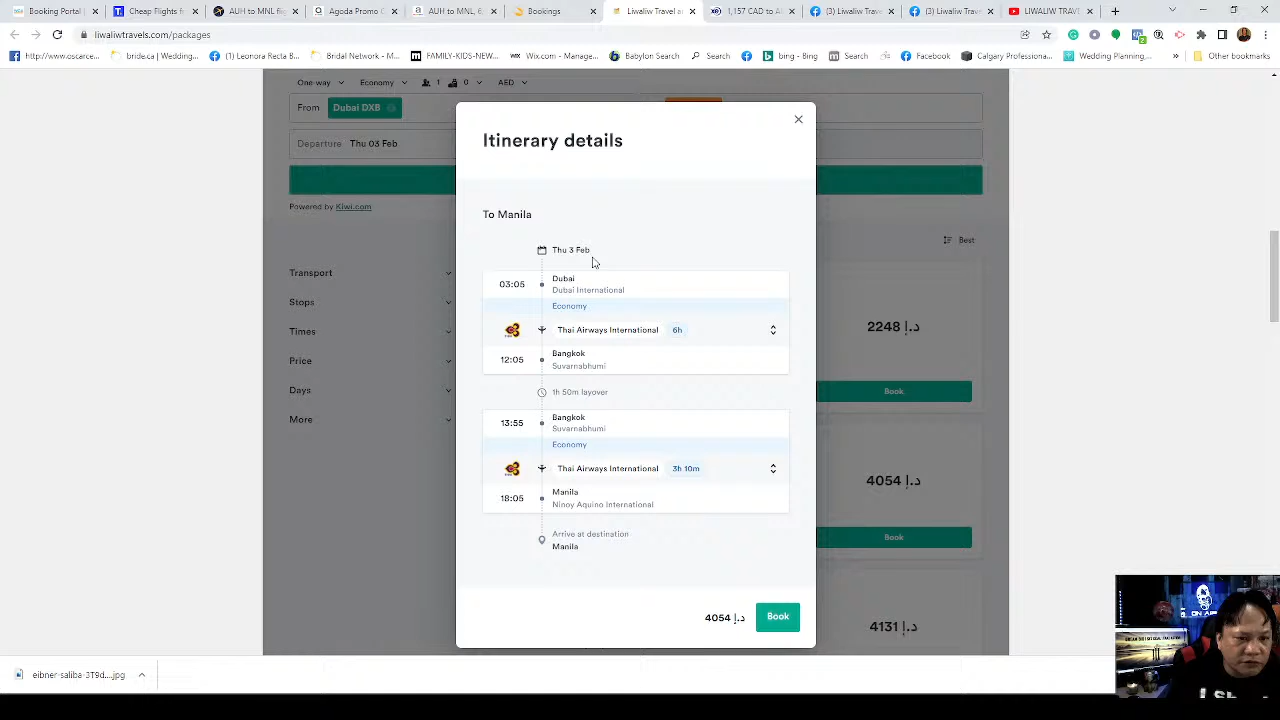 Booking Portal |
Cheap Flights f
AUH to MNL flig
Agoda Promo C
AUH to MNL, 6
Bookings
Liwaliw Travel a
1,157 CAD to A
(3) Liwaliw Trave
(3) Liwaliw Trave
LIWALIW TRAVE
liwaliwtravels.com/packages
http://www.oscarec...
bride.ca | Wedding...
(1) Leonora Recta B...
Bridal Network - M...
FAMILY-KIDS-NEW...
Wix.com - Manage...
Babylon Search
Search
bing - Bing
Search
Facebook
Calgary Professiona...
Wedding Planning,...
»
Other bookmarks
One-way
Economy
1
0
AED
From
Dubai DXB
Departure Thu 03 Feb
Powered by Kiwi.com
Best
Transport
Stops
Times
Price
Days
More
Itinerary details
To Manila
Thu 3 Feb
03:05
Dubai
Dubai International
Economy
Thai Airways International
6h
12:05
Bangkok
Suvarnabhumi
1h 50m layover
13:55
Bangkok
Suvarnabhumi
Economy
Thai Airways International
3h 10m
18:05
Manila
Ninoy Aquino International
Arrive at destination
Manila
4054 د.إ
Book
2248 د.إ
Book
4054 د.إ
Book
4131 د.إ
eibner-saliba-3T9d....jpg